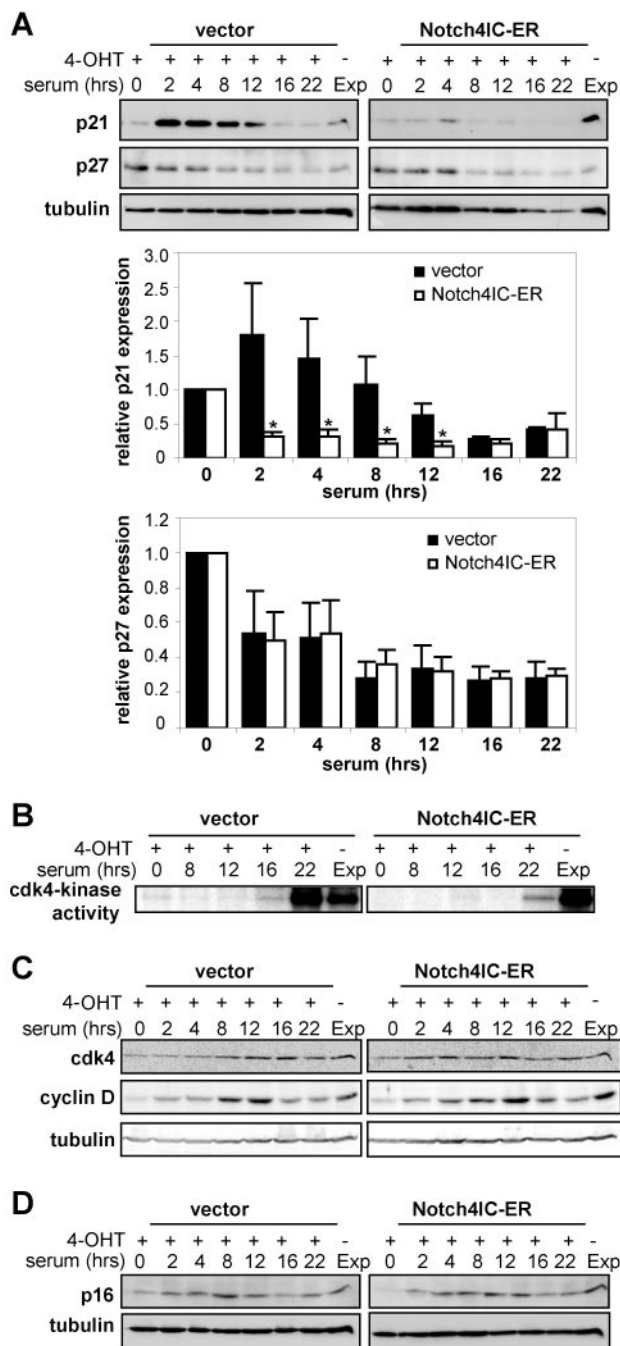 A
vector Notch4IC-ER
4-OHT + + + + + + + - + + + + + + + -
serum (hrs) 0 2 4 8 12 16 22 Exp 0 2 4 8 12 16 22 Exp
p21
p27
tubulin
3.0
2.5
2.0
1.5
1.0
0.5
0
relative p21 expression
vector
Notch4IC-ER
* * * *
0 2 4 8 12 16 22
serum (hrs)
1.2
1.0
0.8
0.6
0.4
0.2
0
relative p27 expression
vector
Notch4IC-ER
0 2 4 8 12 16 22
serum (hrs)
B
vector Notch4IC-ER
4-OHT + + + + + - + + + + + -
serum (hrs) 0 8 12 16 22 Exp 0 8 12 16 22 Exp
cdk4-kinase
activity
C
vector Notch4IC-ER
4-OHT + + + + + + + - + + + + + + + -
serum (hrs) 0 2 4 8 12 16 22 Exp 0 2 4 8 12 16 22 Exp
cdk4
cyclin D
tubulin
D
vector Notch4IC-ER
4-OHT + + + + + + + - + + + + + + + -
serum (hrs) 0 2 4 8 12 16 22 Exp 0 2 4 8 12 16 22 Exp
p16
tubulin